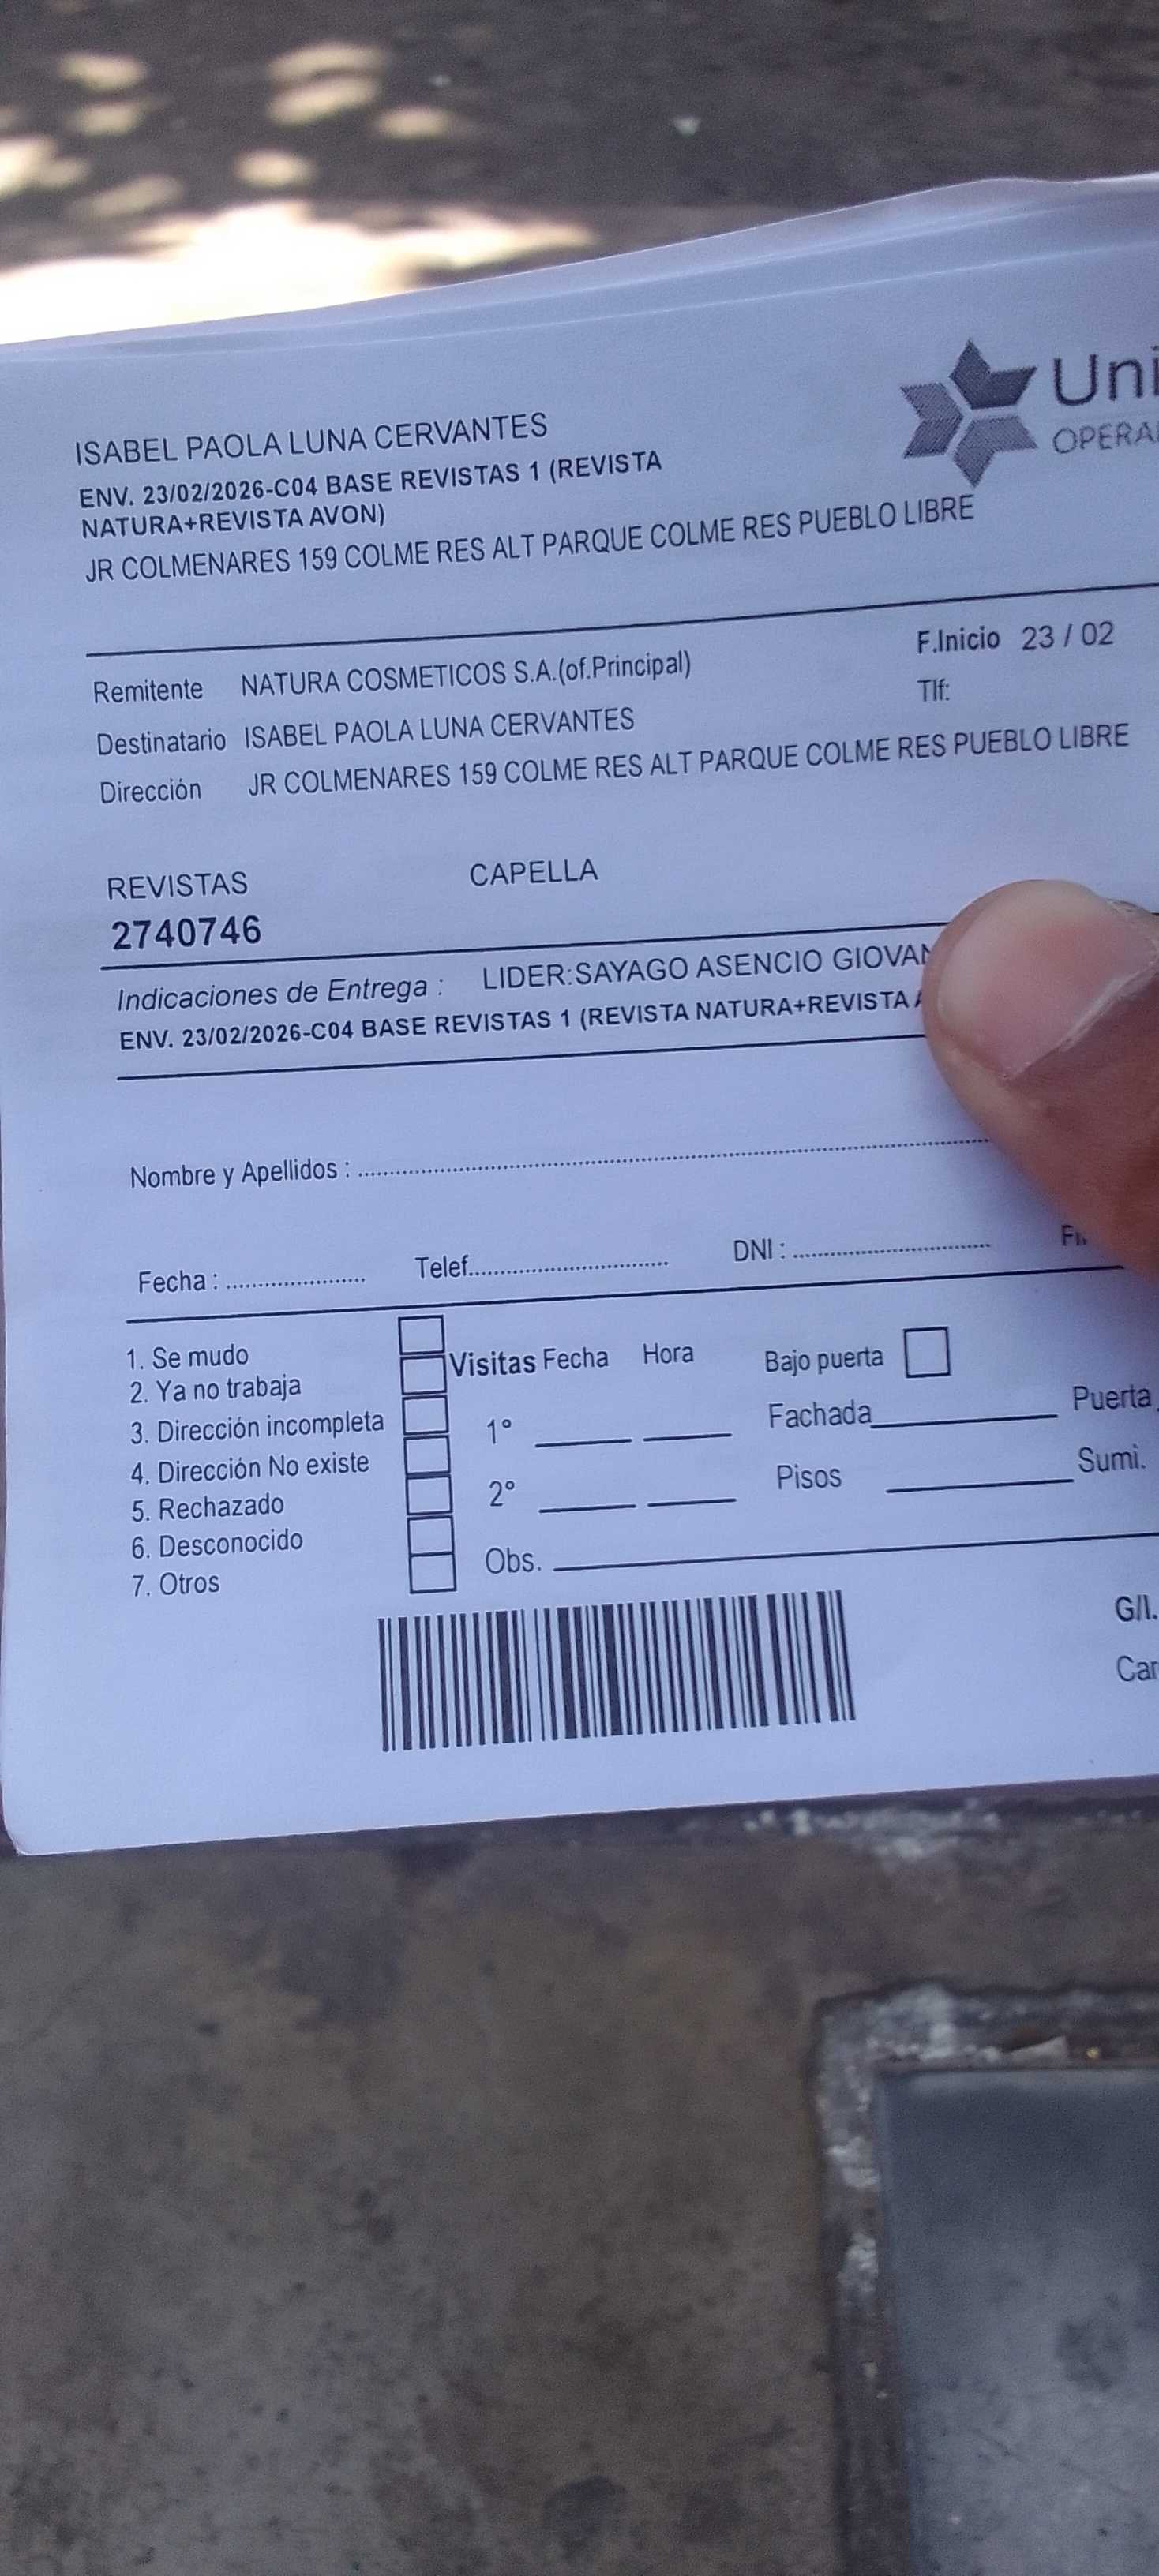 Uni
OPERA
ISABEL PAOLA LUNA CERVANTES
ENV. 23/02/2026-C04 BASE REVISTAS 1 (REVISTA
NATURA+REVISTA AVON)
JR COLMENARES 159 COLME RES ALT PARQUE COLME RES PUEBLO LIBRE
F.Inicio 23 / 02
Remitente NATURA COSMETICOS S.A.(of.Principal)
Tlf:
Destinatario ISABEL PAOLA LUNA CERVANTES
Dirección JR COLMENARES 159 COLME RES ALT PARQUE COLME RES PUEBLO LIBRE
REVISTAS CAPELLA
2740746
Indicaciones de Entrega : LIDER:SAYAGO ASENCIO GIOVAN
ENV. 23/02/2026-C04 BASE REVISTAS 1 (REVISTA NATURA+REVISTA
Nombre y Apellidos :
Fecha : Telef. DNI :
1. Se mudo
2. Ya no trabaja
3. Dirección incompleta
4. Dirección No existe
5. Rechazado
6. Desconocido
7. Otros
Visitas Fecha Hora
1°
2°
Obs.
Bajo puerta
Fachada Puerta
Pisos Sumi.
G/I.
Car